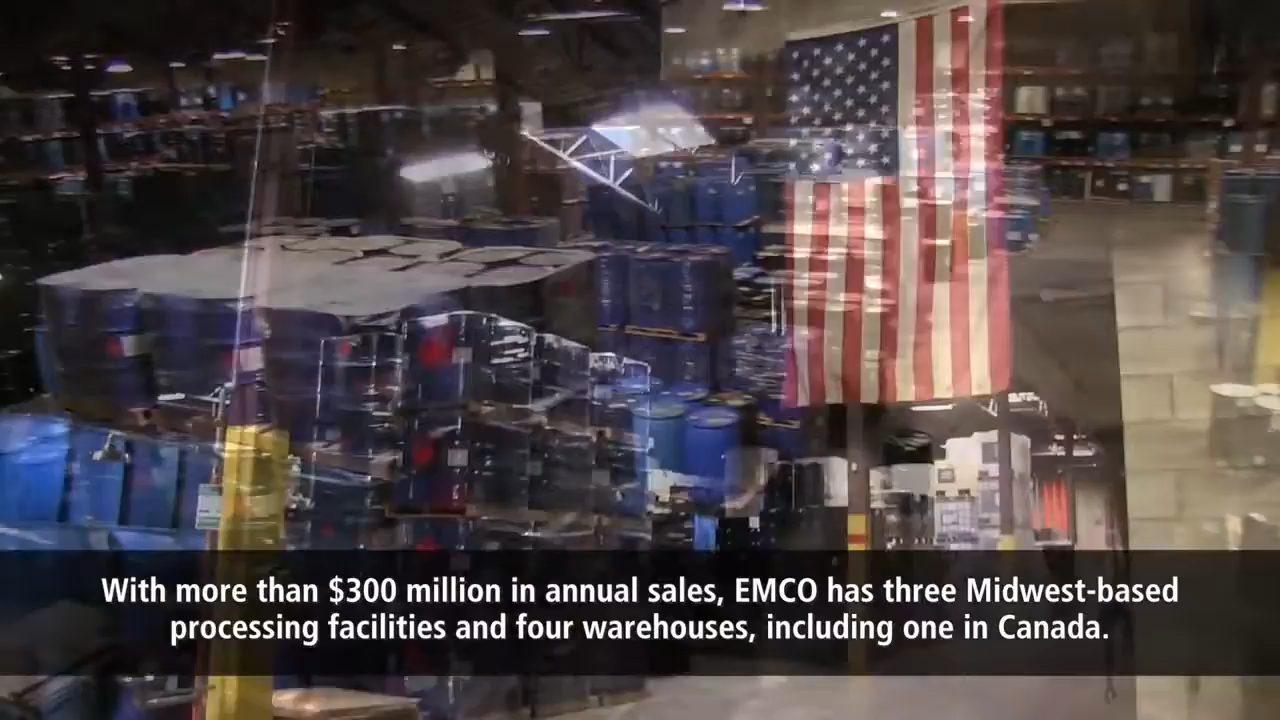 With more than $300 million in annual sales, EMCO has three Midwest-based
processing facilities and four warehouses, including one in Canada.